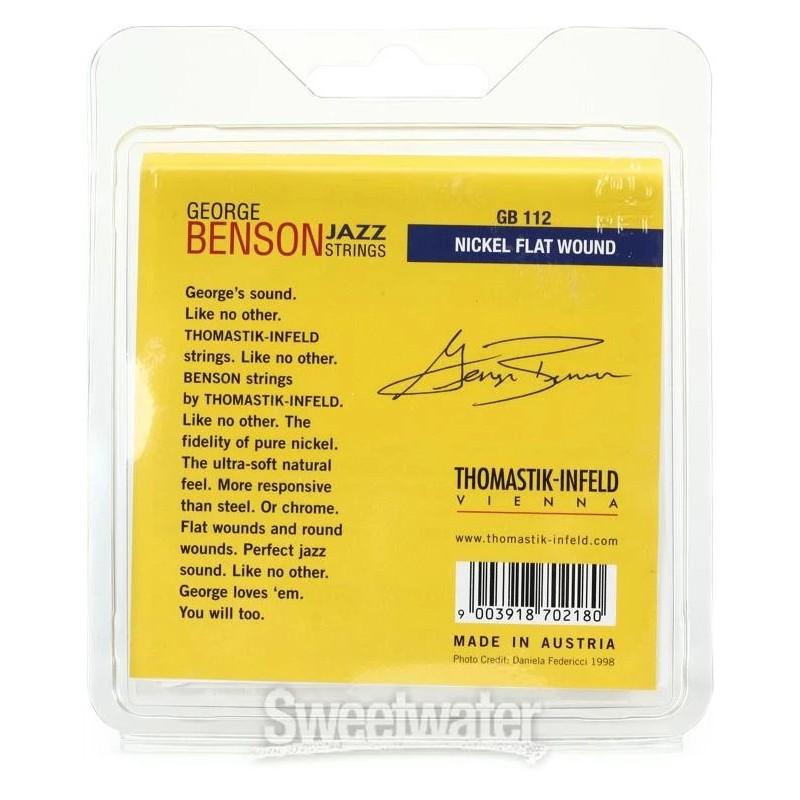 GEORGE
BENSON JAZZ
STRINGS
GB 112
NICKEL FLAT WOUND
George's sound.
Like no other.
THOMASTIK-INFELD
strings. Like no other.
BENSON strings
by THOMASTIK-INFELD.
Like no other. The
fidelity of pure nickel.
The ultra-soft natural
feel. More responsive
than steel. Or chrome.
Flat wounds and round
wounds. Perfect jazz
sound. Like no other.
George loves 'em.
You will too.
George Benson
THOMASTIK-INFELD
VIENNA
www.thomastik-infeld.com
9 003918 702180
MADE IN AUSTRIA
Photo Credit: Daniela Federicci 1998
Sweetwater